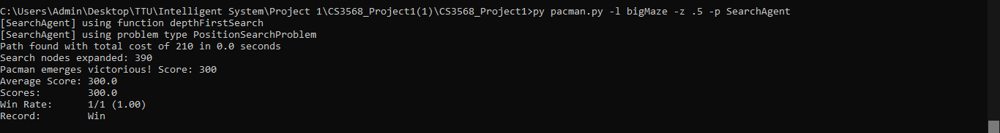 C:\Users\Admin\Desktop\TTU\Intelligent System\Project 1\CS3568_Project1(1)\CS3568_Project1>py pacman.py -l bigMaze -z .5 -p SearchAgent
[SearchAgent] using function depthFirstSearch
[SearchAgent] using problem type PositionSearchProblem
Path found with total cost of 210 in 0.0 seconds
Search nodes expanded: 390
Pacman emerges victorious! Score: 300
Average Score: 300.0
Scores:        300.0
Win Rate:      1/1 (1.00)
Record:        Win